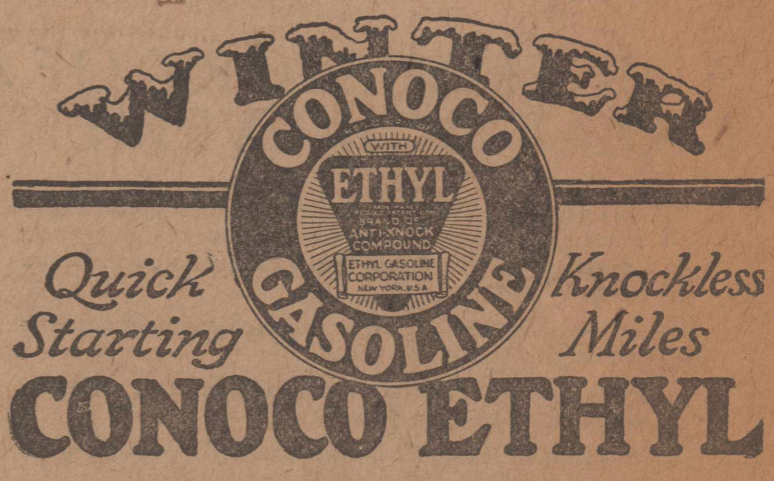 WINTER
CONOCO
WITH
ETHYL
BRAND OF
ANTI-KNOCK
COMPOUND
ETHYL GASOLINE
CORPORATION
NEW YORK, U.S.A
GASOLINE
Quick
Starting
Knockless
Miles
CONOCO ETHYL